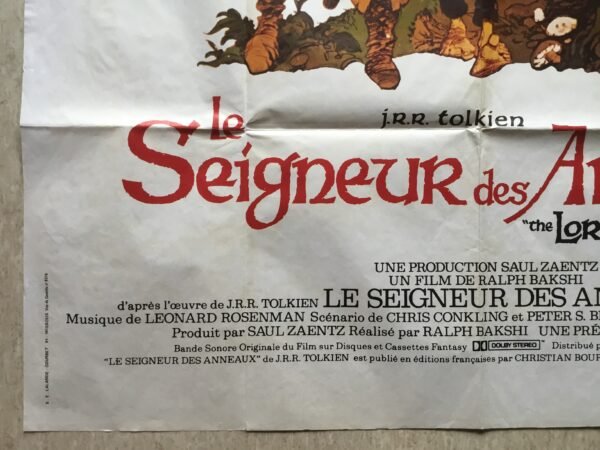 j.R.R. tolkien
le
Seigneur des A
"the LOR
UNE PRODUCTION SAUL ZAENTZ
UN FILM DE RALPH BAKSHI
d'après l'œuvre de J.R.R. TOLKIEN LE SEIGNEUR DES AN
Musique de LEONARD ROSENMAN Scénario de CHRIS CONKLING et PETER S. B
Produit par SAUL ZAENTZ Réalisé par RALPH BAKSHI UNE PRÉ
Bande Sonore Originale du Film sur Disques et Cassettes Fantasy DOLBY STEREO Distribué p
"LE SEIGNEUR DES ANNEAUX" de J.R.R. TOLKIEN est publié en éditions françaises par CHRISTIAN BOUR